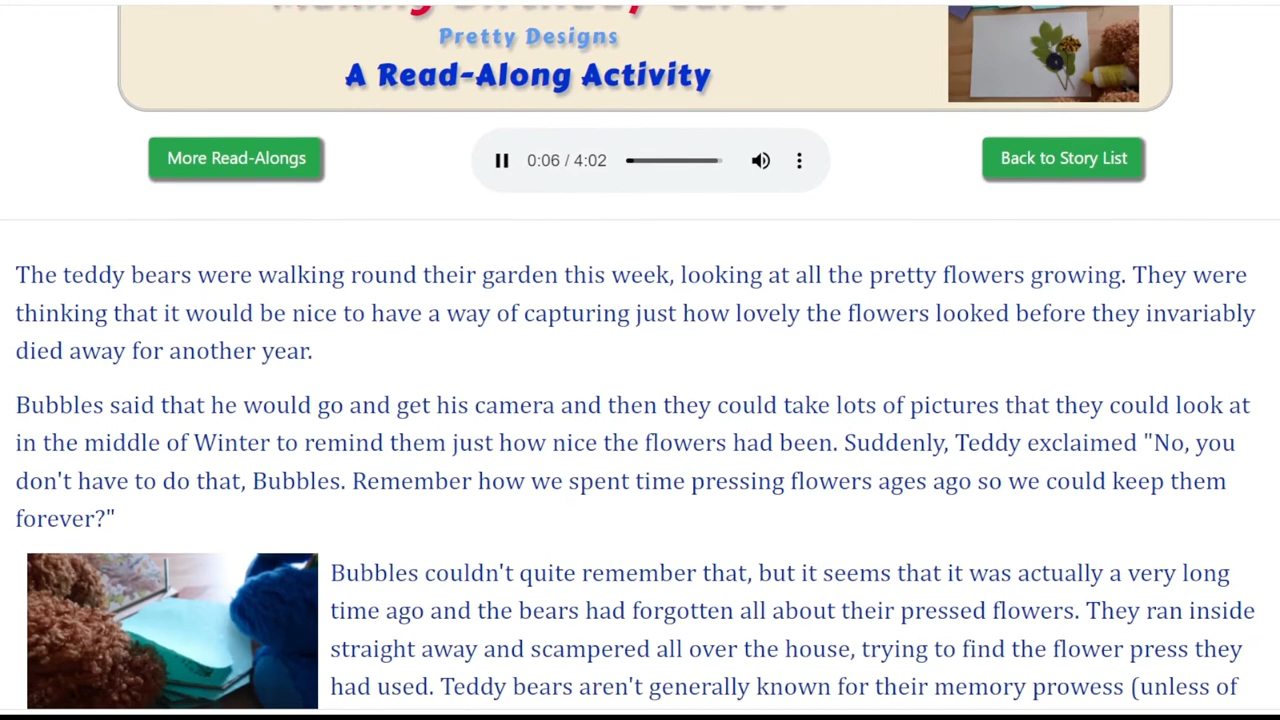 Pretty Designs
A Read-Along Activity
More Read-Alongs
0:06 / 4:02
Back to Story List
The teddy bears were walking round their garden this week, looking at all the pretty flowers growing. They were
thinking that it would be nice to have a way of capturing just how lovely the flowers looked before they invariably
died away for another year.
Bubbles said that he would go and get his camera and then they could take lots of pictures that they could look at
in the middle of Winter to remind them just how nice the flowers had been. Suddenly, Teddy exclaimed "No, you
don't have to do that, Bubbles. Remember how we spent time pressing flowers ages ago so we could keep them
forever?"
Bubbles couldn't quite remember that, but it seems that it was actually a very long
time ago and the bears had forgotten all about their pressed flowers. They ran inside
straight away and scampered all over the house, trying to find the flower press they
had used. Teddy bears aren't generally known for their memory prowess (unless of